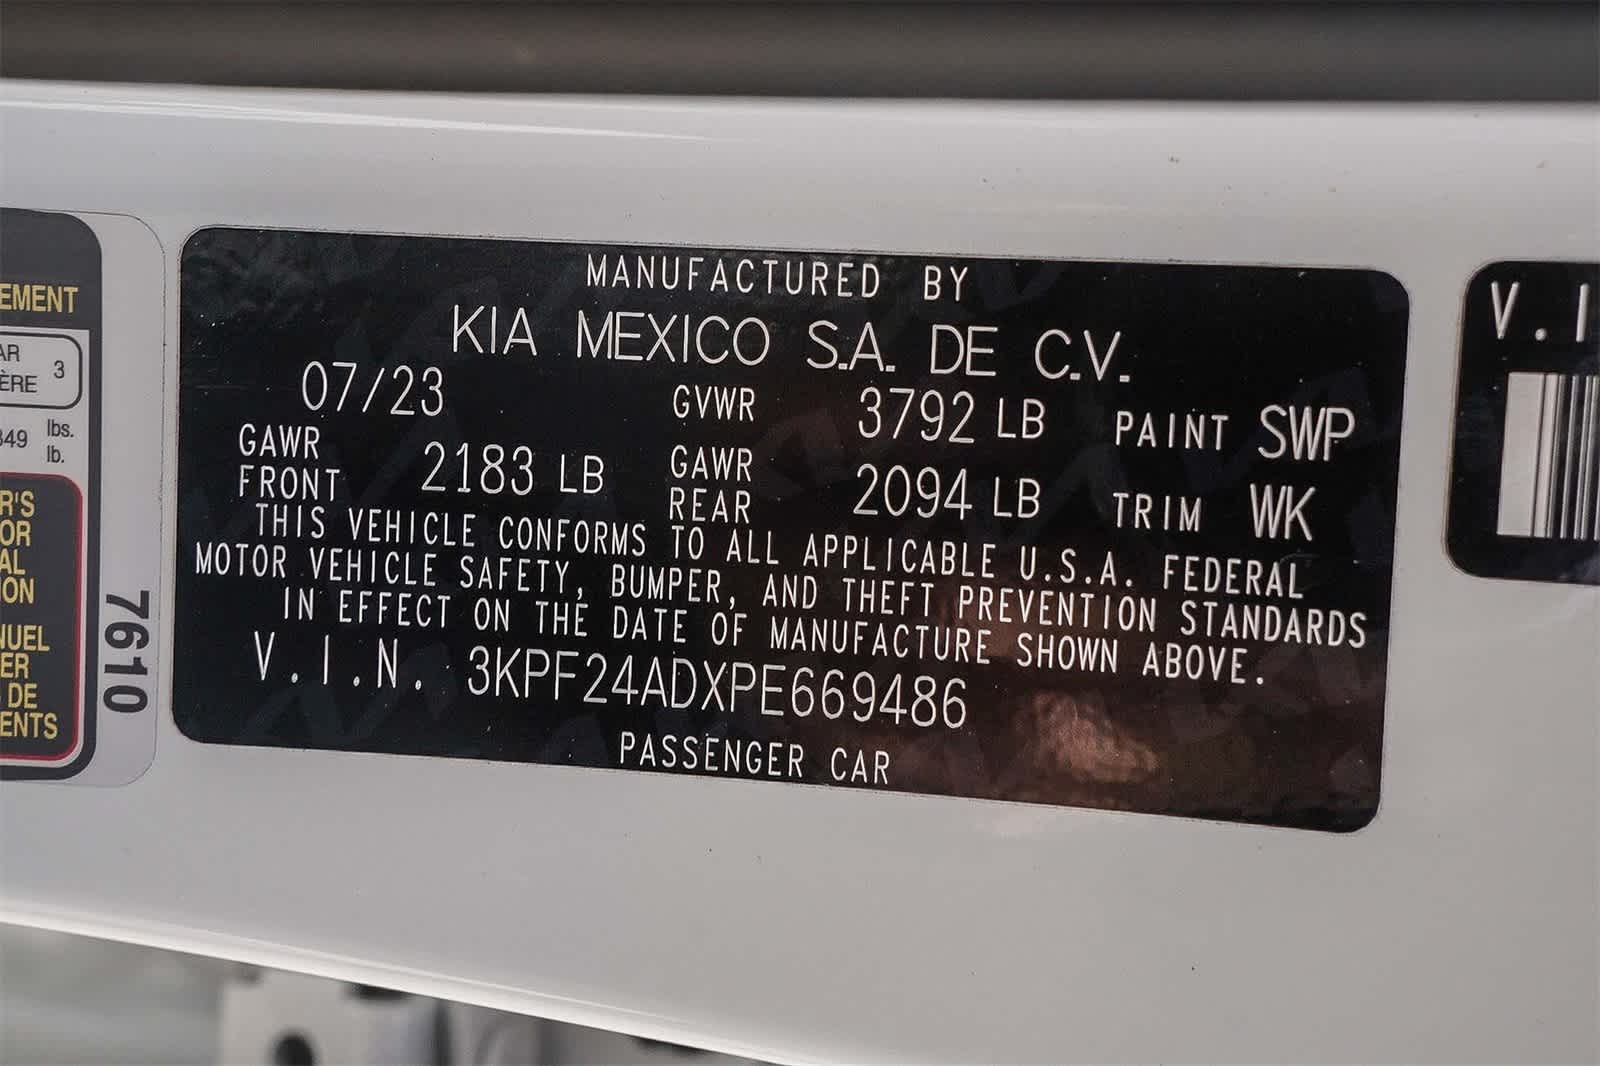 MANUFACTURED BY
KIA MEXICO S.A. DE C.V.
07/23 GVWR 3792 LB PAINT SWP
GAWR FRONT 2183 LB GAWR REAR 2094 LB TRIM WK
THIS VEHICLE CONFORMS TO ALL APPLICABLE U.S.A. FEDERAL
MOTOR VEHICLE SAFETY, BUMPER, AND THEFT PREVENTION STANDARDS
IN EFFECT ON THE DATE OF MANUFACTURE SHOWN ABOVE.
V.I.N. 3KPF24ADXPE669486
PASSENGER CAR
EMENT
AR 3
ÈRE
349 lbs.
lb.
R'S
OR
AL
ION
NUEL
ER
DE
ENTS
7610
V.I